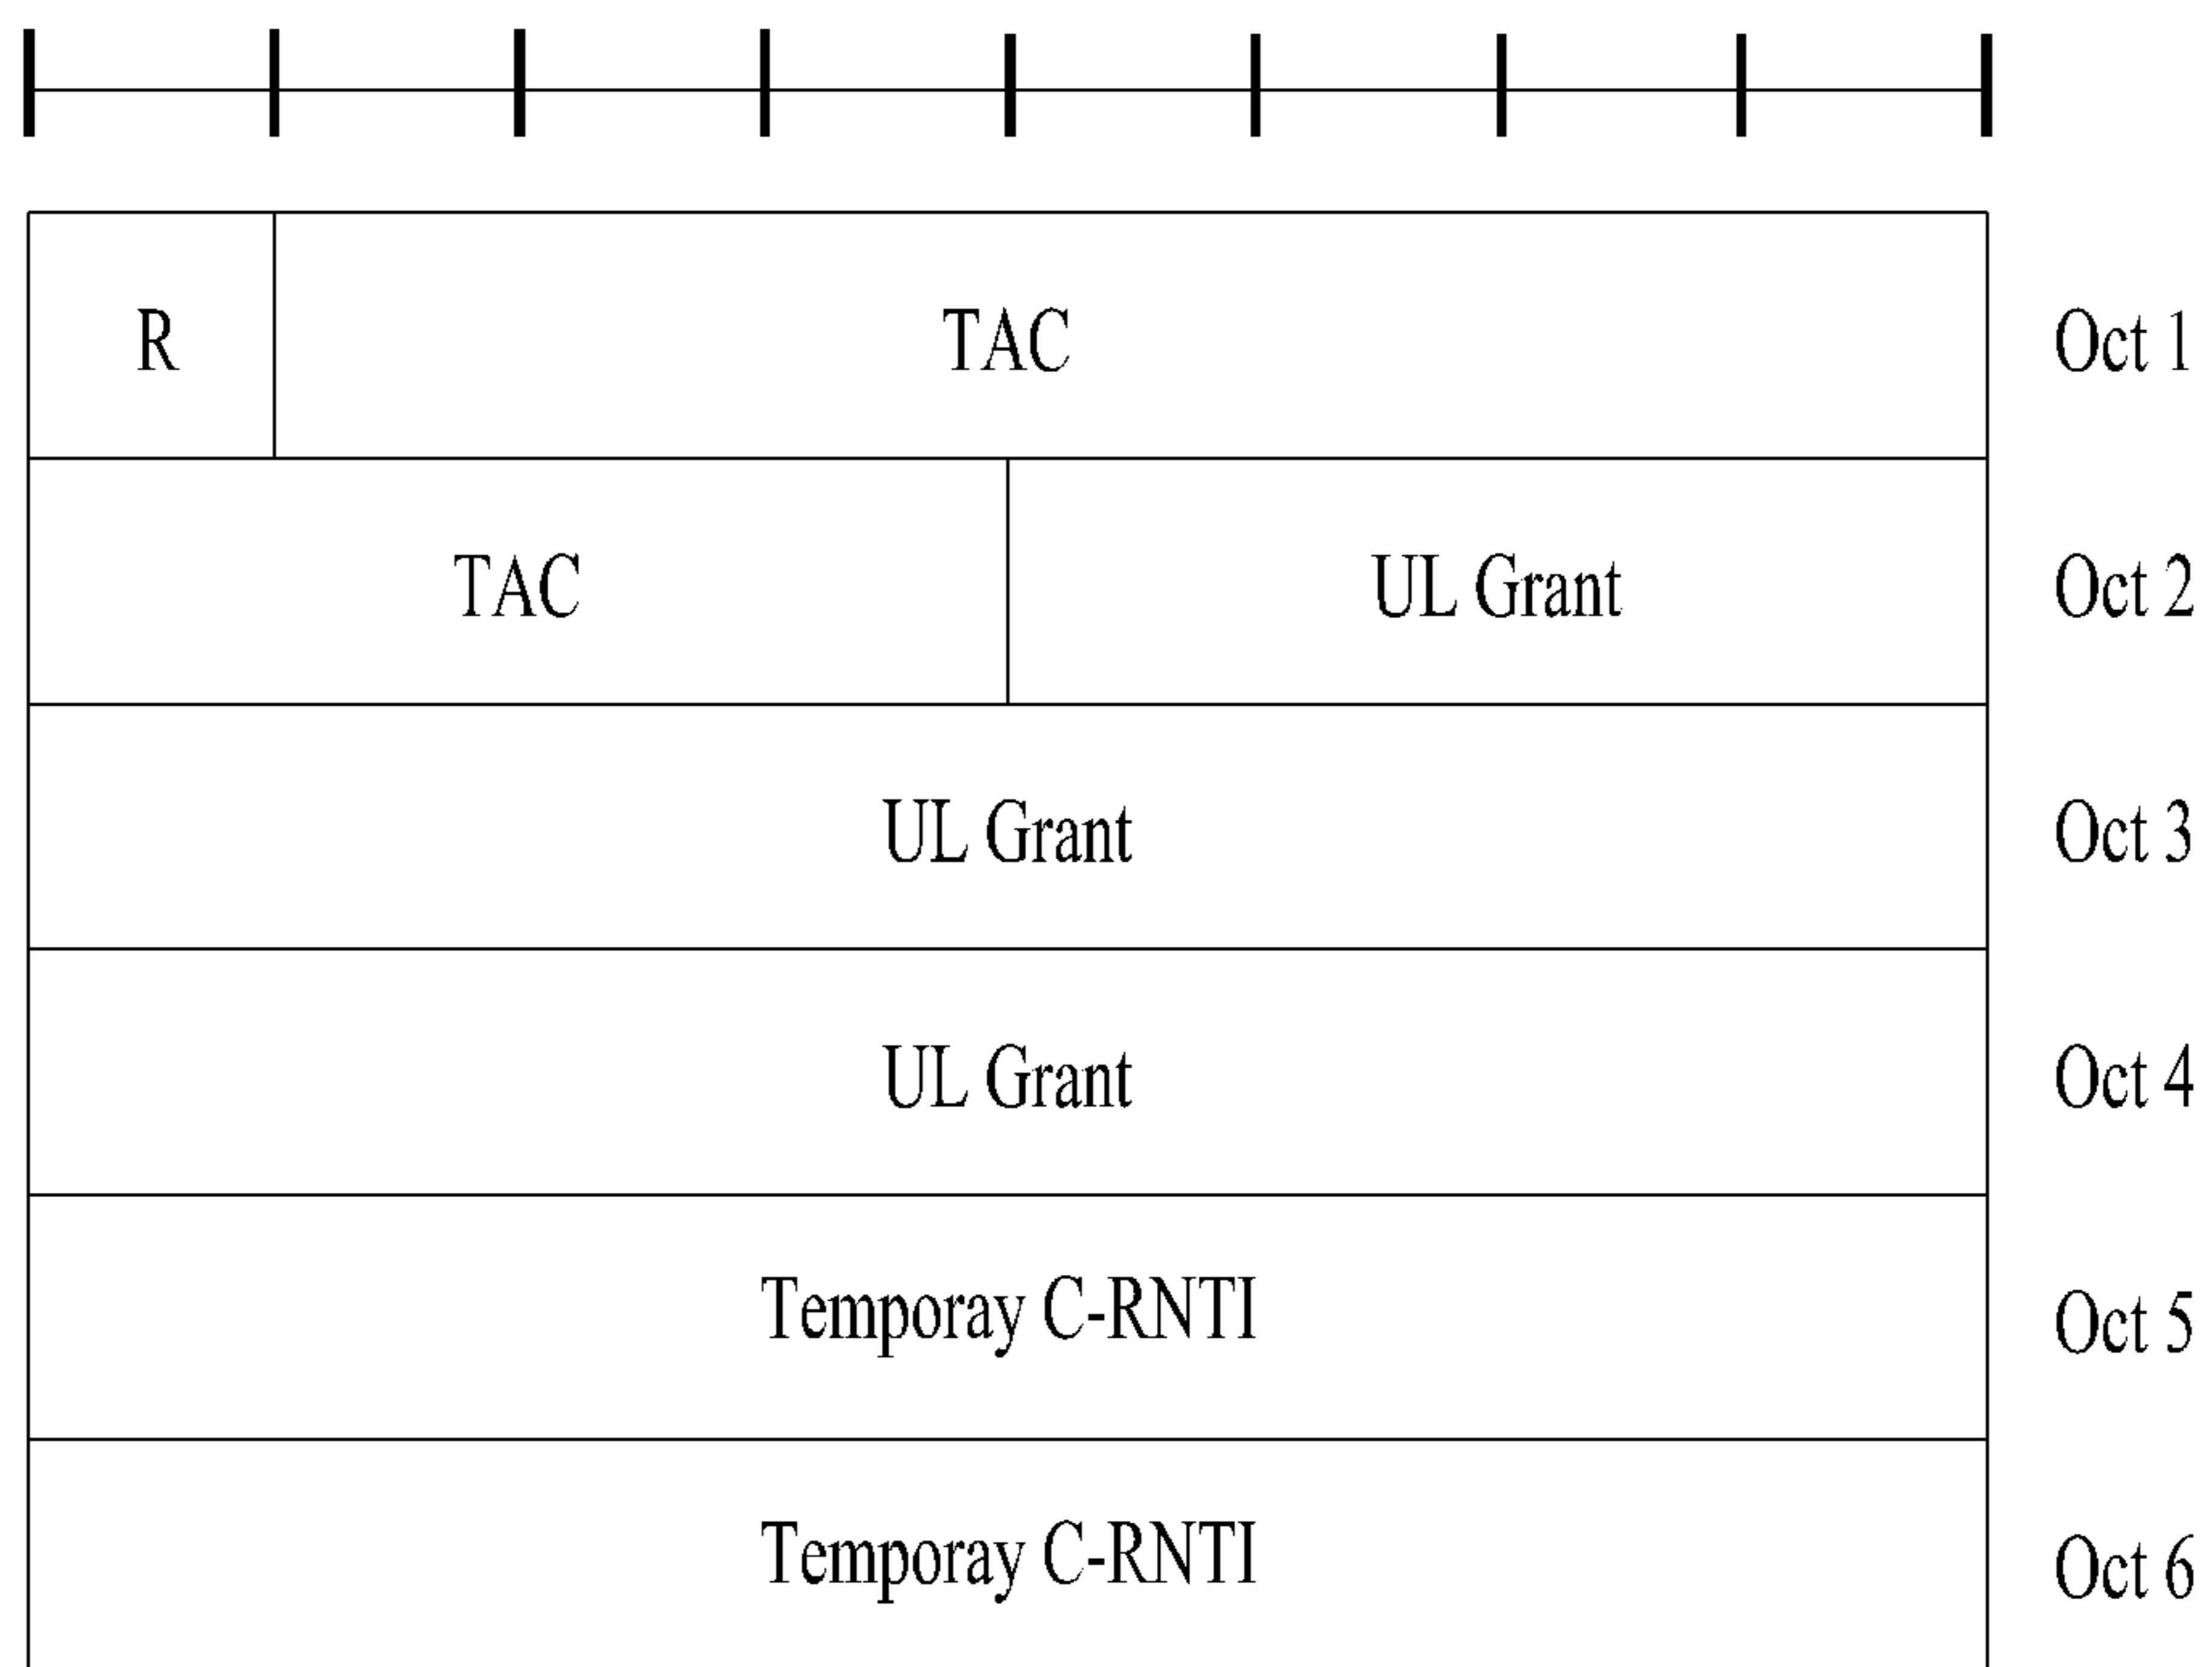 R TAC Oct 1
TAC UL Grant Oct 2
UL Grant Oct 3
UL Grant Oct 4
Temporay C-RNTI Oct 5
Temporay C-RNTI Oct 6